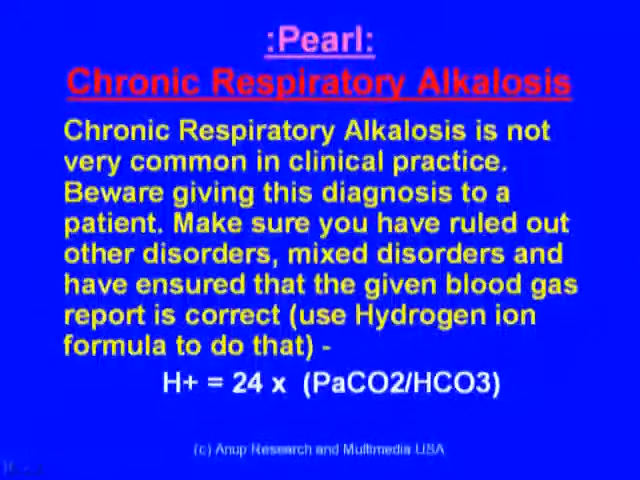 :Pearl:
Chronic Respiratory Alkalosis
Chronic Respiratory Alkalosis is not
very common in clinical practice.
Beware giving this diagnosis to a
patient. Make sure you have ruled out
other disorders, mixed disorders and
have ensured that the given blood gas
report is correct (use Hydrogen ion
formula to do that) -
H+ = 24 x (PaCO2/HCO3)
(c) Anup Research and Multimedia USA